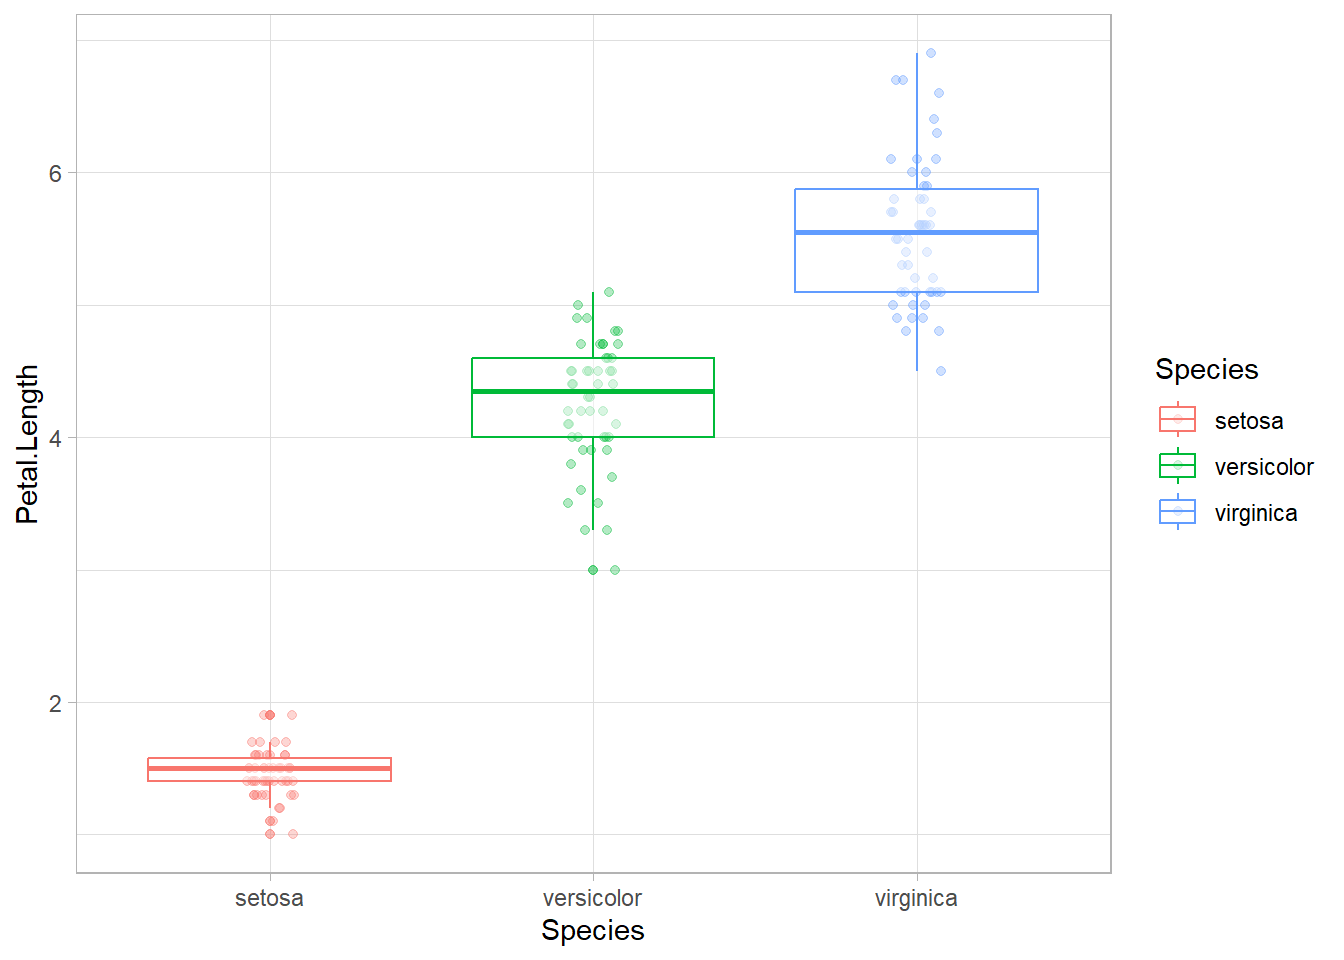 6
4
2
Petal.Length
setosa
versicolor
virginica
Species
Species
setosa
versicolor
virginica